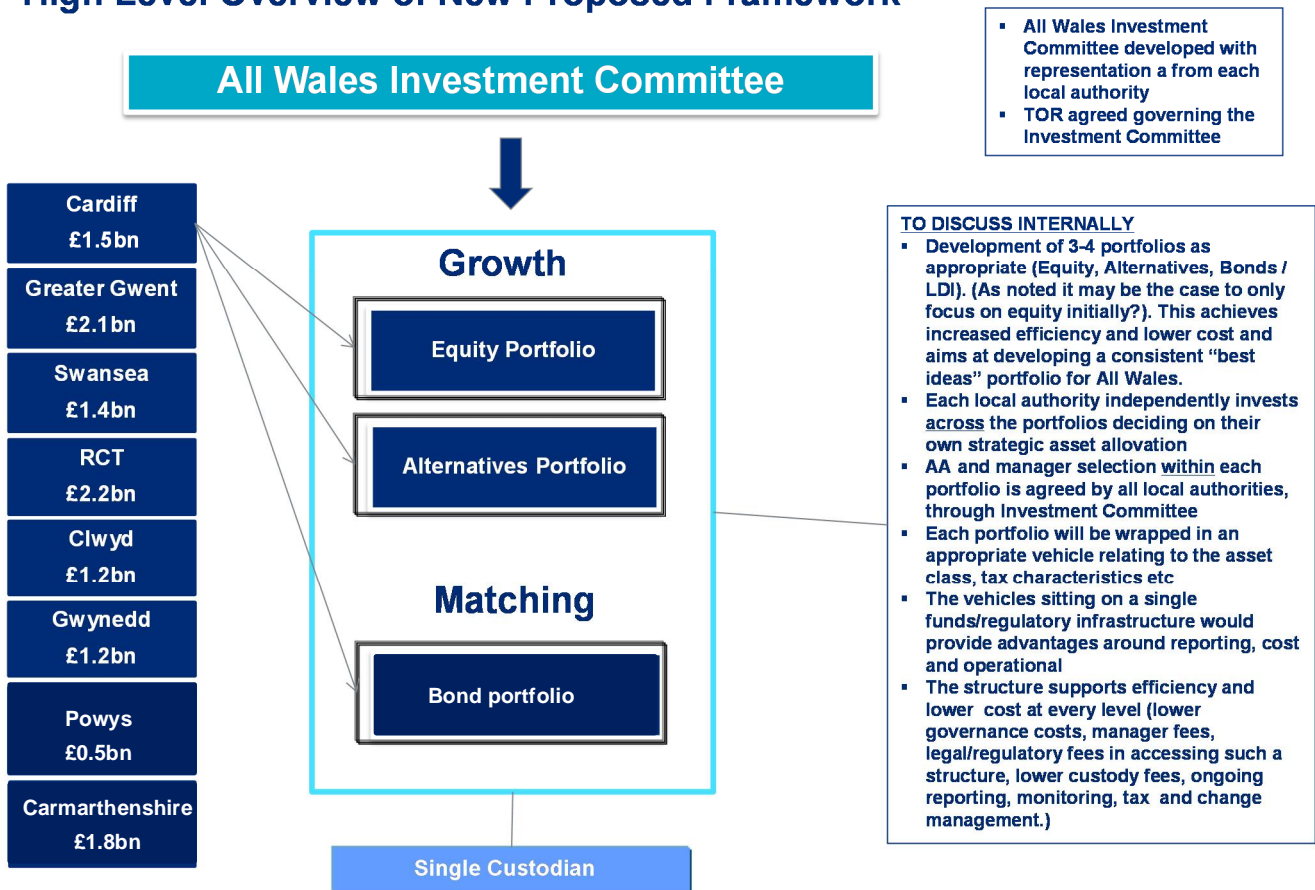 High Level Overview of New Proposed Framework
All Wales Investment Committee
▪ All Wales Investment
Committee developed with
representation a from each
local authority
▪ TOR agreed governing the
Investment Committee
Cardiff
£1.5bn
Greater Gwent
£2.1bn
Swansea
£1.4bn
RCT
£2.2bn
Clwyd
£1.2bn
Gwynedd
£1.2bn
Powys
£0.5bn
Carmarthenshire
£1.8bn
Growth
Equity Portfolio
Alternatives Portfolio
Matching
Bond portfolio
Single Custodian
TO DISCUSS INTERNALLY
▪ Development of 3-4 portfolios as
appropriate (Equity, Alternatives, Bonds /
LDI). (As noted it may be the case to only
focus on equity initially?). This achieves
increased efficiency and lower cost and
aims at developing a consistent “best
ideas” portfolio for All Wales.
▪ Each local authority independently invests
across the portfolios deciding on their
own strategic asset allovation
▪ AA and manager selection within each
portfolio is agreed by all local authorities,
through Investment Committee
▪ Each portfolio will be wrapped in an
appropriate vehicle relating to the asset
class, tax characteristics etc
▪ The vehicles sitting on a single
funds/regulatory infrastructure would
provide advantages around reporting, cost
and operational
▪ The structure supports efficiency and
lower cost at every level (lower
governance costs, manager fees,
legal/regulatory fees in accessing such a
structure, lower custody fees, ongoing
reporting, monitoring, tax and change
management.)